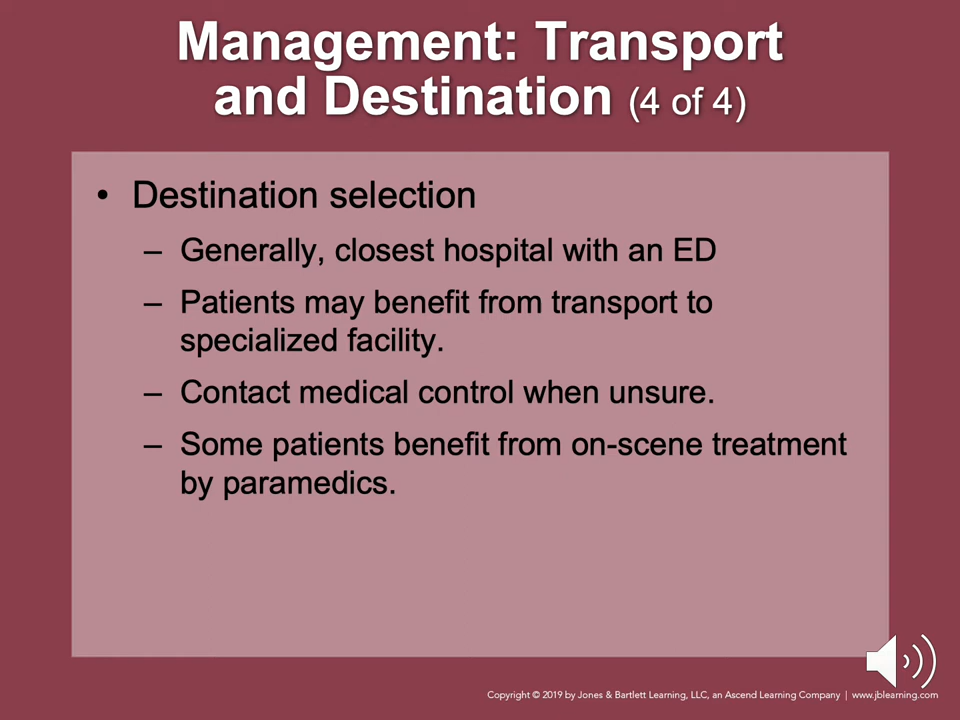 Management: Transport
and Destination (4 of 4)
• Destination selection
– Generally, closest hospital with an ED
– Patients may benefit from transport to
specialized facility.
– Contact medical control when unsure.
– Some patients benefit from on-scene treatment
by paramedics.
Copyright © 2019 by Jones & Bartlett Learning, LLC, an Ascend Learning Company | www.jblearning.com